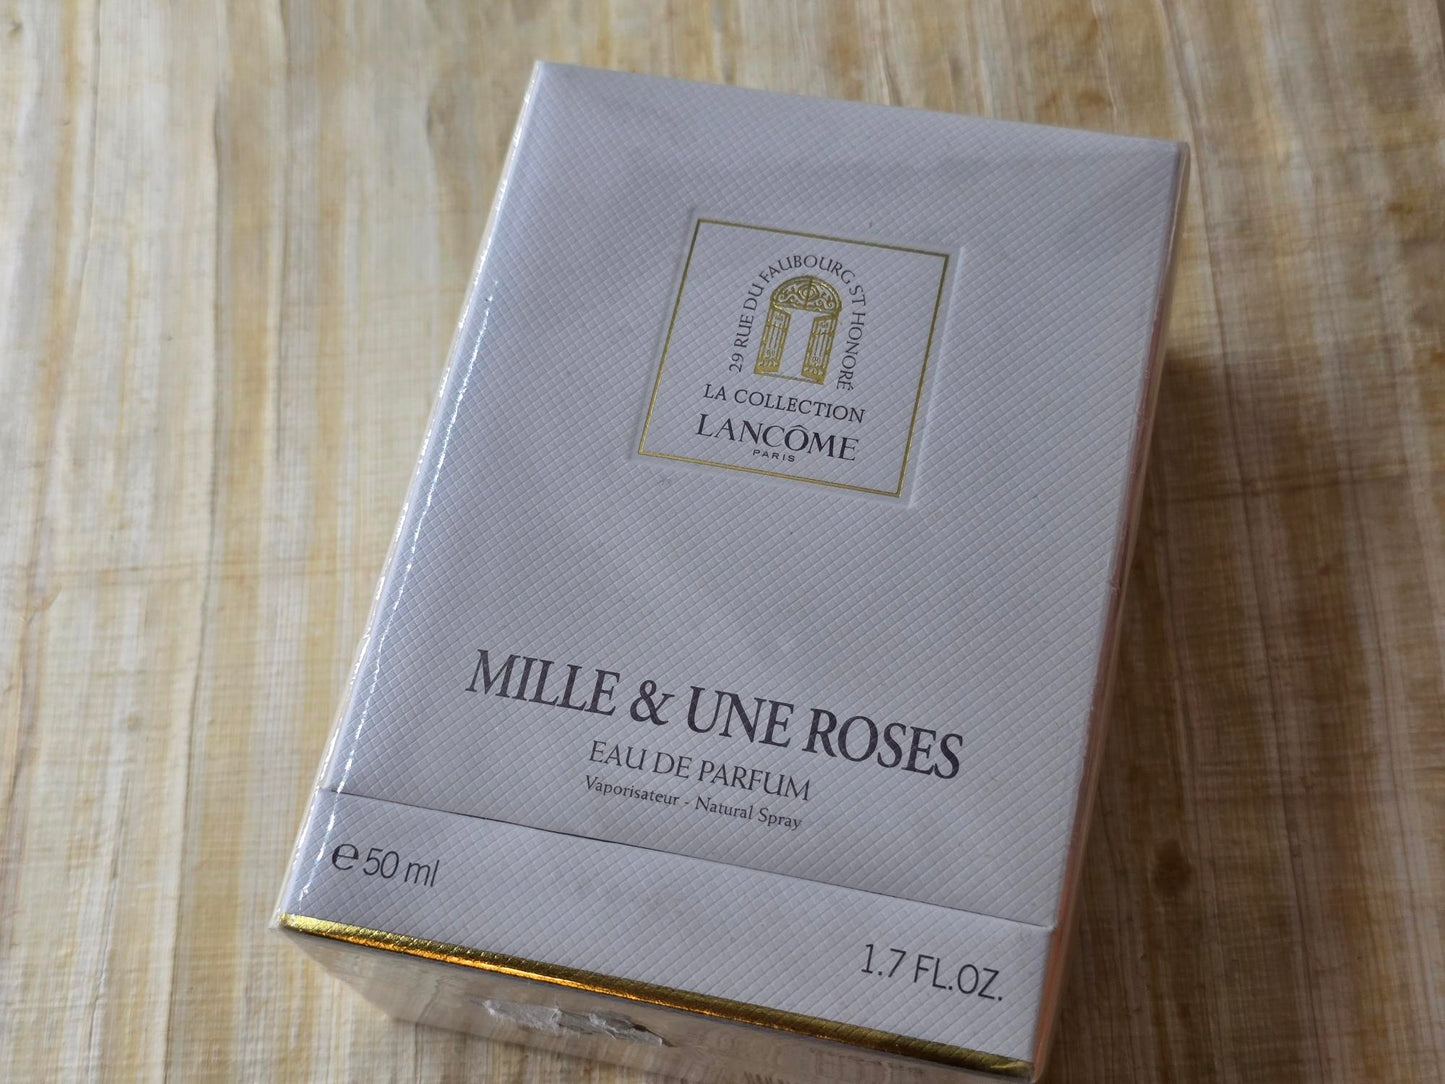 29 RUE DU FAUBOURG ST HONORÉ
LA COLLECTION
LANCÔME
PARIS
MILLE & UNE ROSES
EAU DE PARFUM
Vaporisateur - Natural Spray
℮50 ml
1.7 FL.OZ.